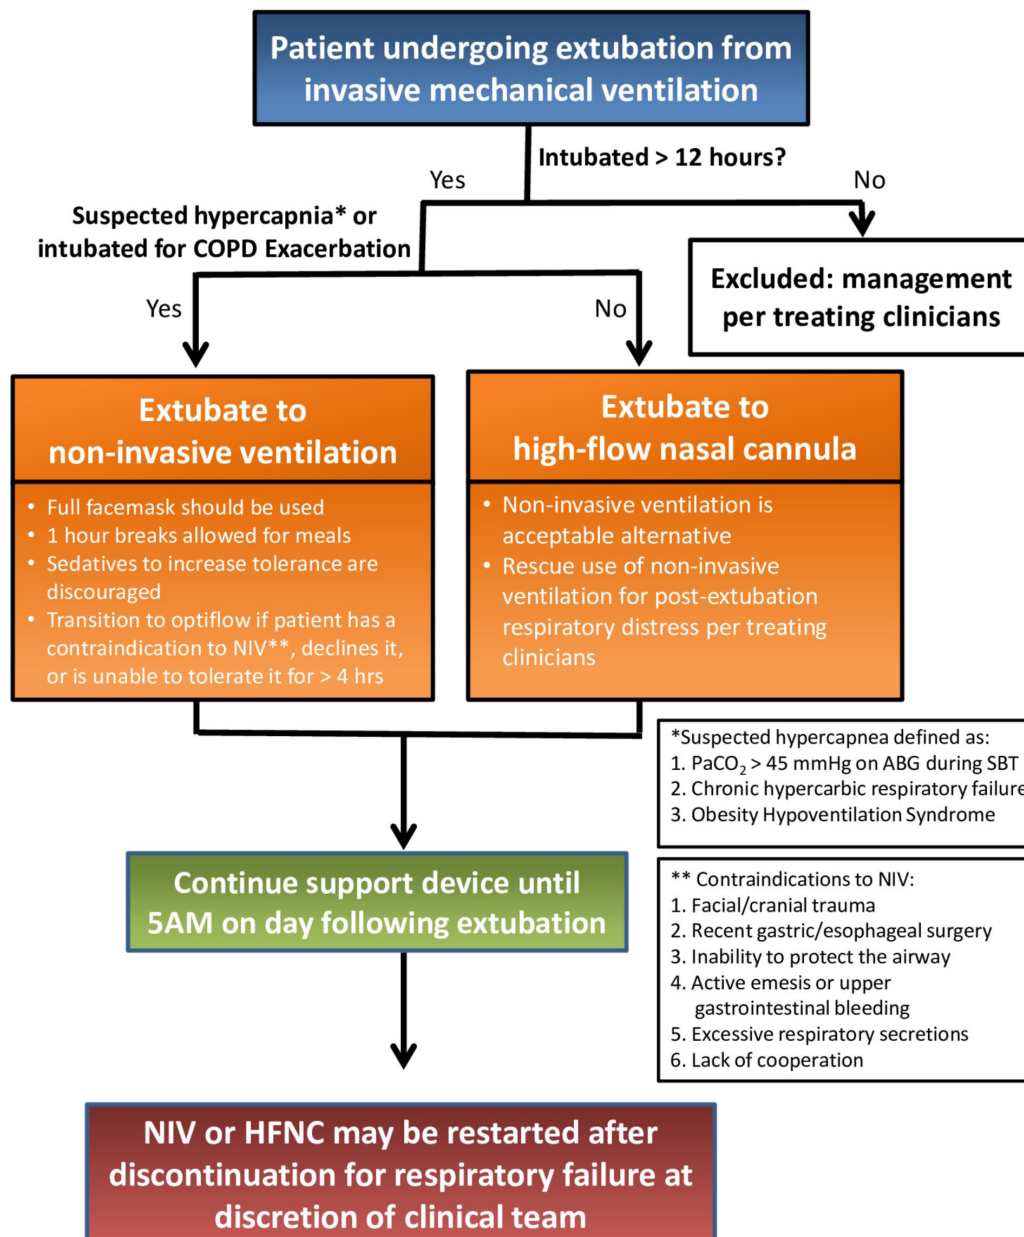 Patient undergoing extubation from
invasive mechanical ventilation
Intubated > 12 hours?
Yes
No
Suspected hypercapnia* or
intubated for COPD Exacerbation
Excluded: management
per treating clinicians
Yes
No
Extubate to
non-invasive ventilation
• Full facemask should be used
• 1 hour breaks allowed for meals
• Sedatives to increase tolerance are
discouraged
• Transition to optiflow if patient has a
contraindication to NIV**, declines it,
or is unable to tolerate it for > 4 hrs
Extubate to
high-flow nasal cannula
• Non-invasive ventilation is
acceptable alternative
• Rescue use of non-invasive
ventilation for post-extubation
respiratory distress per treating
clinicians
*Suspected hypercapnea defined as:
1. PaCO₂ > 45 mmHg on ABG during SBT
2. Chronic hypercarbic respiratory failure
3. Obesity Hypoventilation Syndrome
Continue support device until
5AM on day following extubation
** Contraindications to NIV:
1. Facial/cranial trauma
2. Recent gastric/esophageal surgery
3. Inability to protect the airway
4. Active emesis or upper
gastrointestinal bleeding
5. Excessive respiratory secretions
6. Lack of cooperation
NIV or HFNC may be restarted after
discontinuation for respiratory failure at
discretion of clinical team